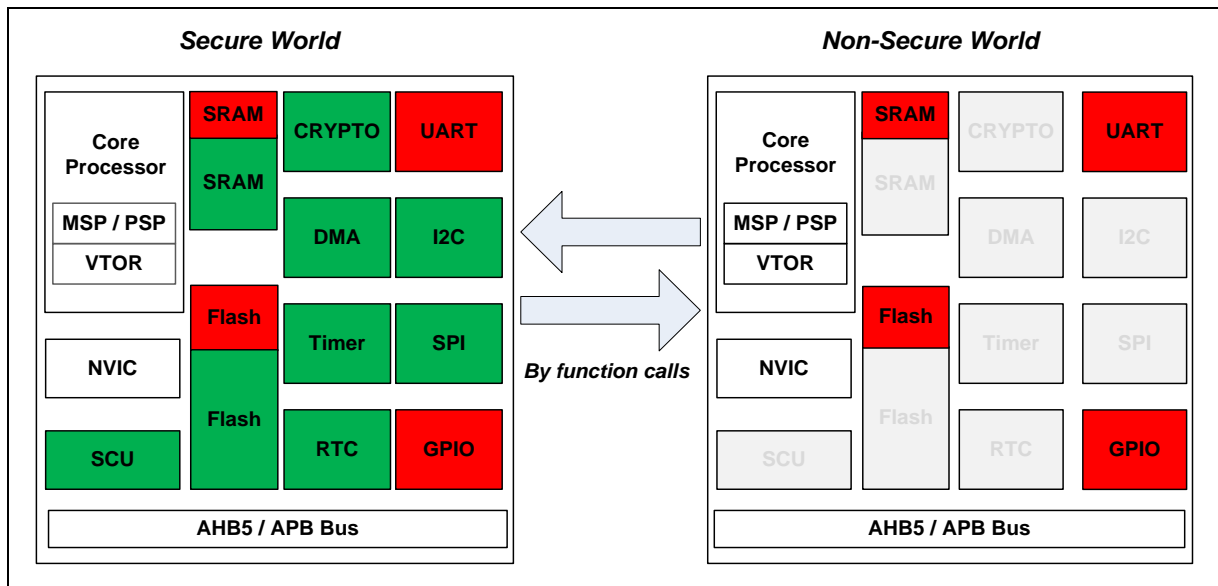 Secure World
Non-Secure World
Core
Processor
MSP / PSP
VTOR
NVIC
SCU
SRAM
SRAM
Flash
Flash
CRYPTO
UART
DMA
I2C
Timer
SPI
RTC
GPIO
AHB5 / APB Bus
By function calls
Core
Processor
MSP / PSP
VTOR
NVIC
SCU
SRAM
SRAM
Flash
Flash
CRYPTO
UART
DMA
I2C
Timer
SPI
RTC
GPIO
AHB5 / APB Bus